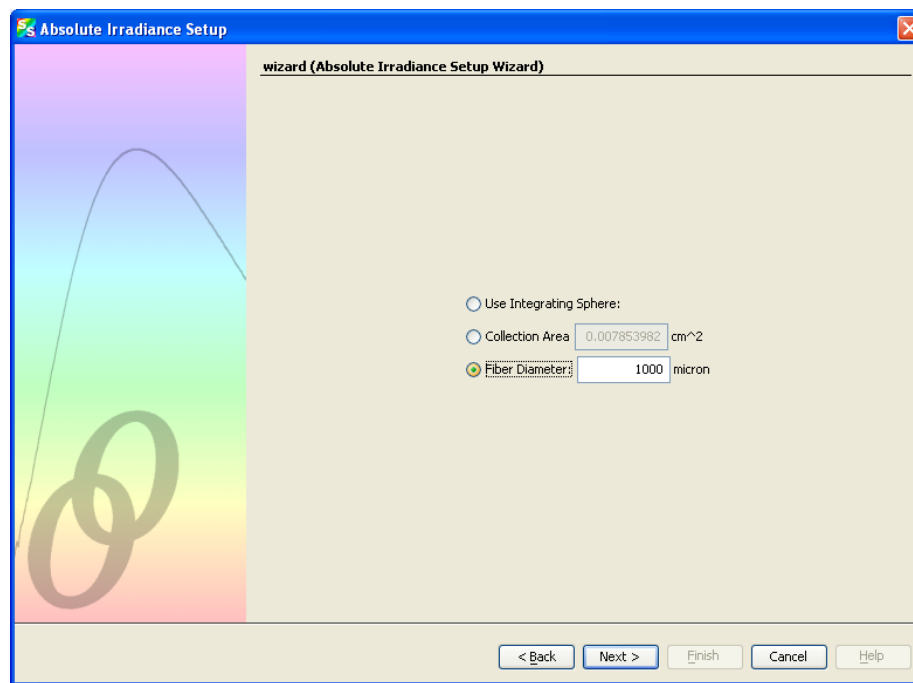 Absolute Irradiance Setup
wizard (Absolute Irradiance Setup Wizard)
Use Integrating Sphere:
Collection Area 0.007853982 cm^2
Fiber Diameter: 1000 micron
< Back Next > Finish Cancel Help